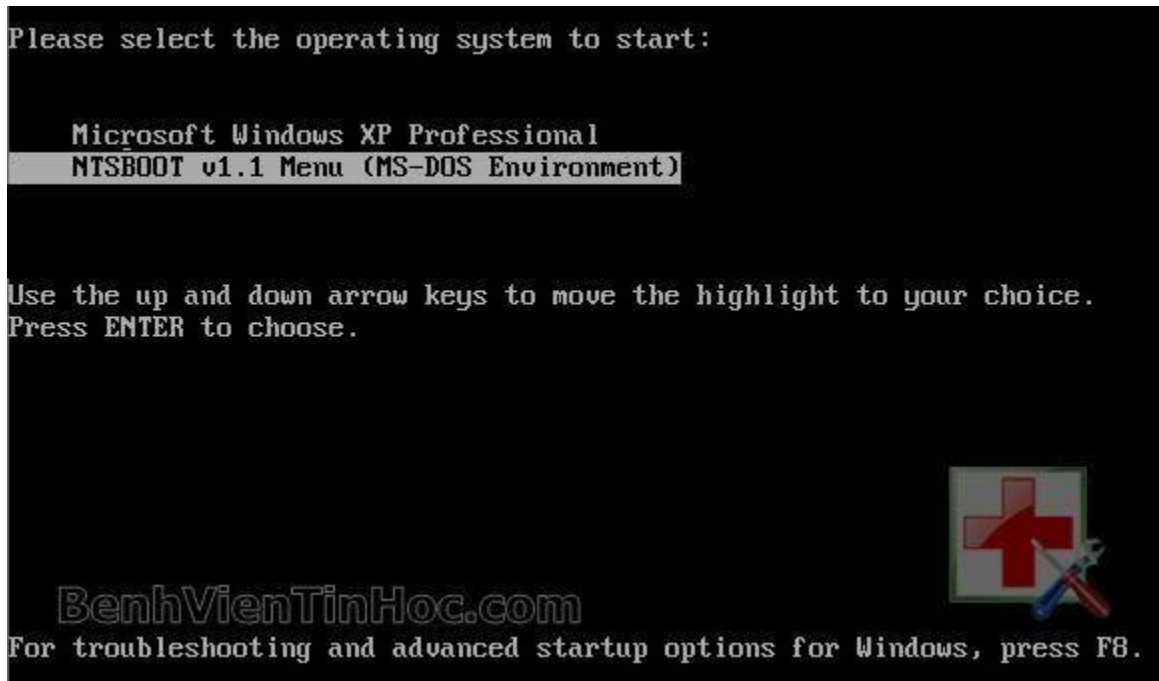 Please select the operating system to start:
Microsoft Windows XP Professional
NTSBOOT v1.1 Menu (MS-DOS Environment)
Use the up and down arrow keys to move the highlight to your choice.
Press ENTER to choose.
BenhVienTinHoc.com
For troubleshooting and advanced startup options for Windows, press F8.